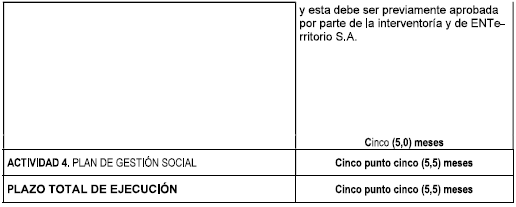 y esta debe ser previamente aprobada
por parte de la interventoría y de ENTe–
rritorio S.A.
Cinco (5,0) meses
ACTIVIDAD 4. PLAN DE GESTIÓN SOCIAL
Cinco punto cinco (5,5) meses
PLAZO TOTAL DE EJECUCIÓN
Cinco punto cinco (5,5) meses